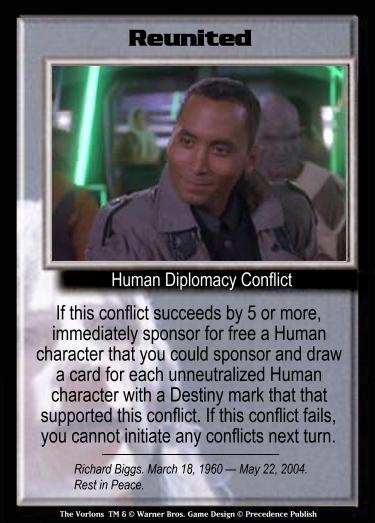 Reunited
Human Diplomacy Conflict
If this conflict succeeds by 5 or more,
immediately sponsor for free a Human
character that you could sponsor and draw
a card for each unneutralized Human
character with a Destiny mark that that
supported this conflict. If this conflict fails,
you cannot initiate any conflicts next turn.
Richard Biggs. March 18, 1960 — May 22, 2004.
Rest in Peace.
The Vorlons TM & © Warner Bros. Game Design © Precedence Publish